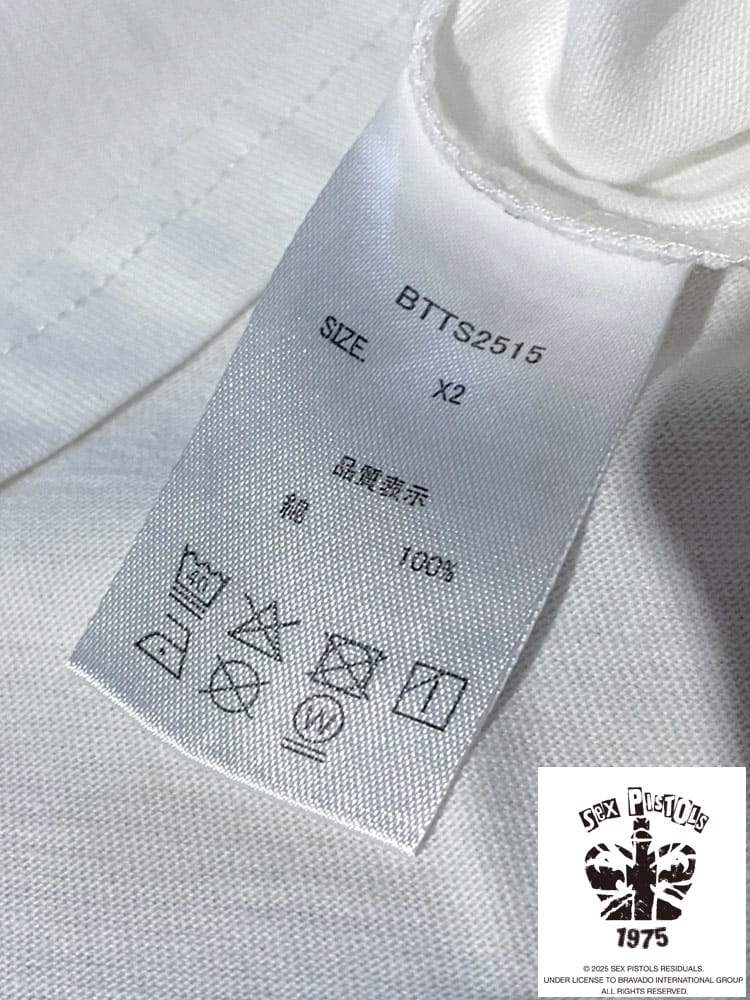 BTTS2515
SIZE. X2
品質表示
綿 100%
40
W
SEX PISTOLS
1975
© 2025 SEX PISTOLS RESIDUALS.
UNDER LICENSE TO BRAVADO INTERNATIONAL GROUP
ALL RIGHTS RESERVED.